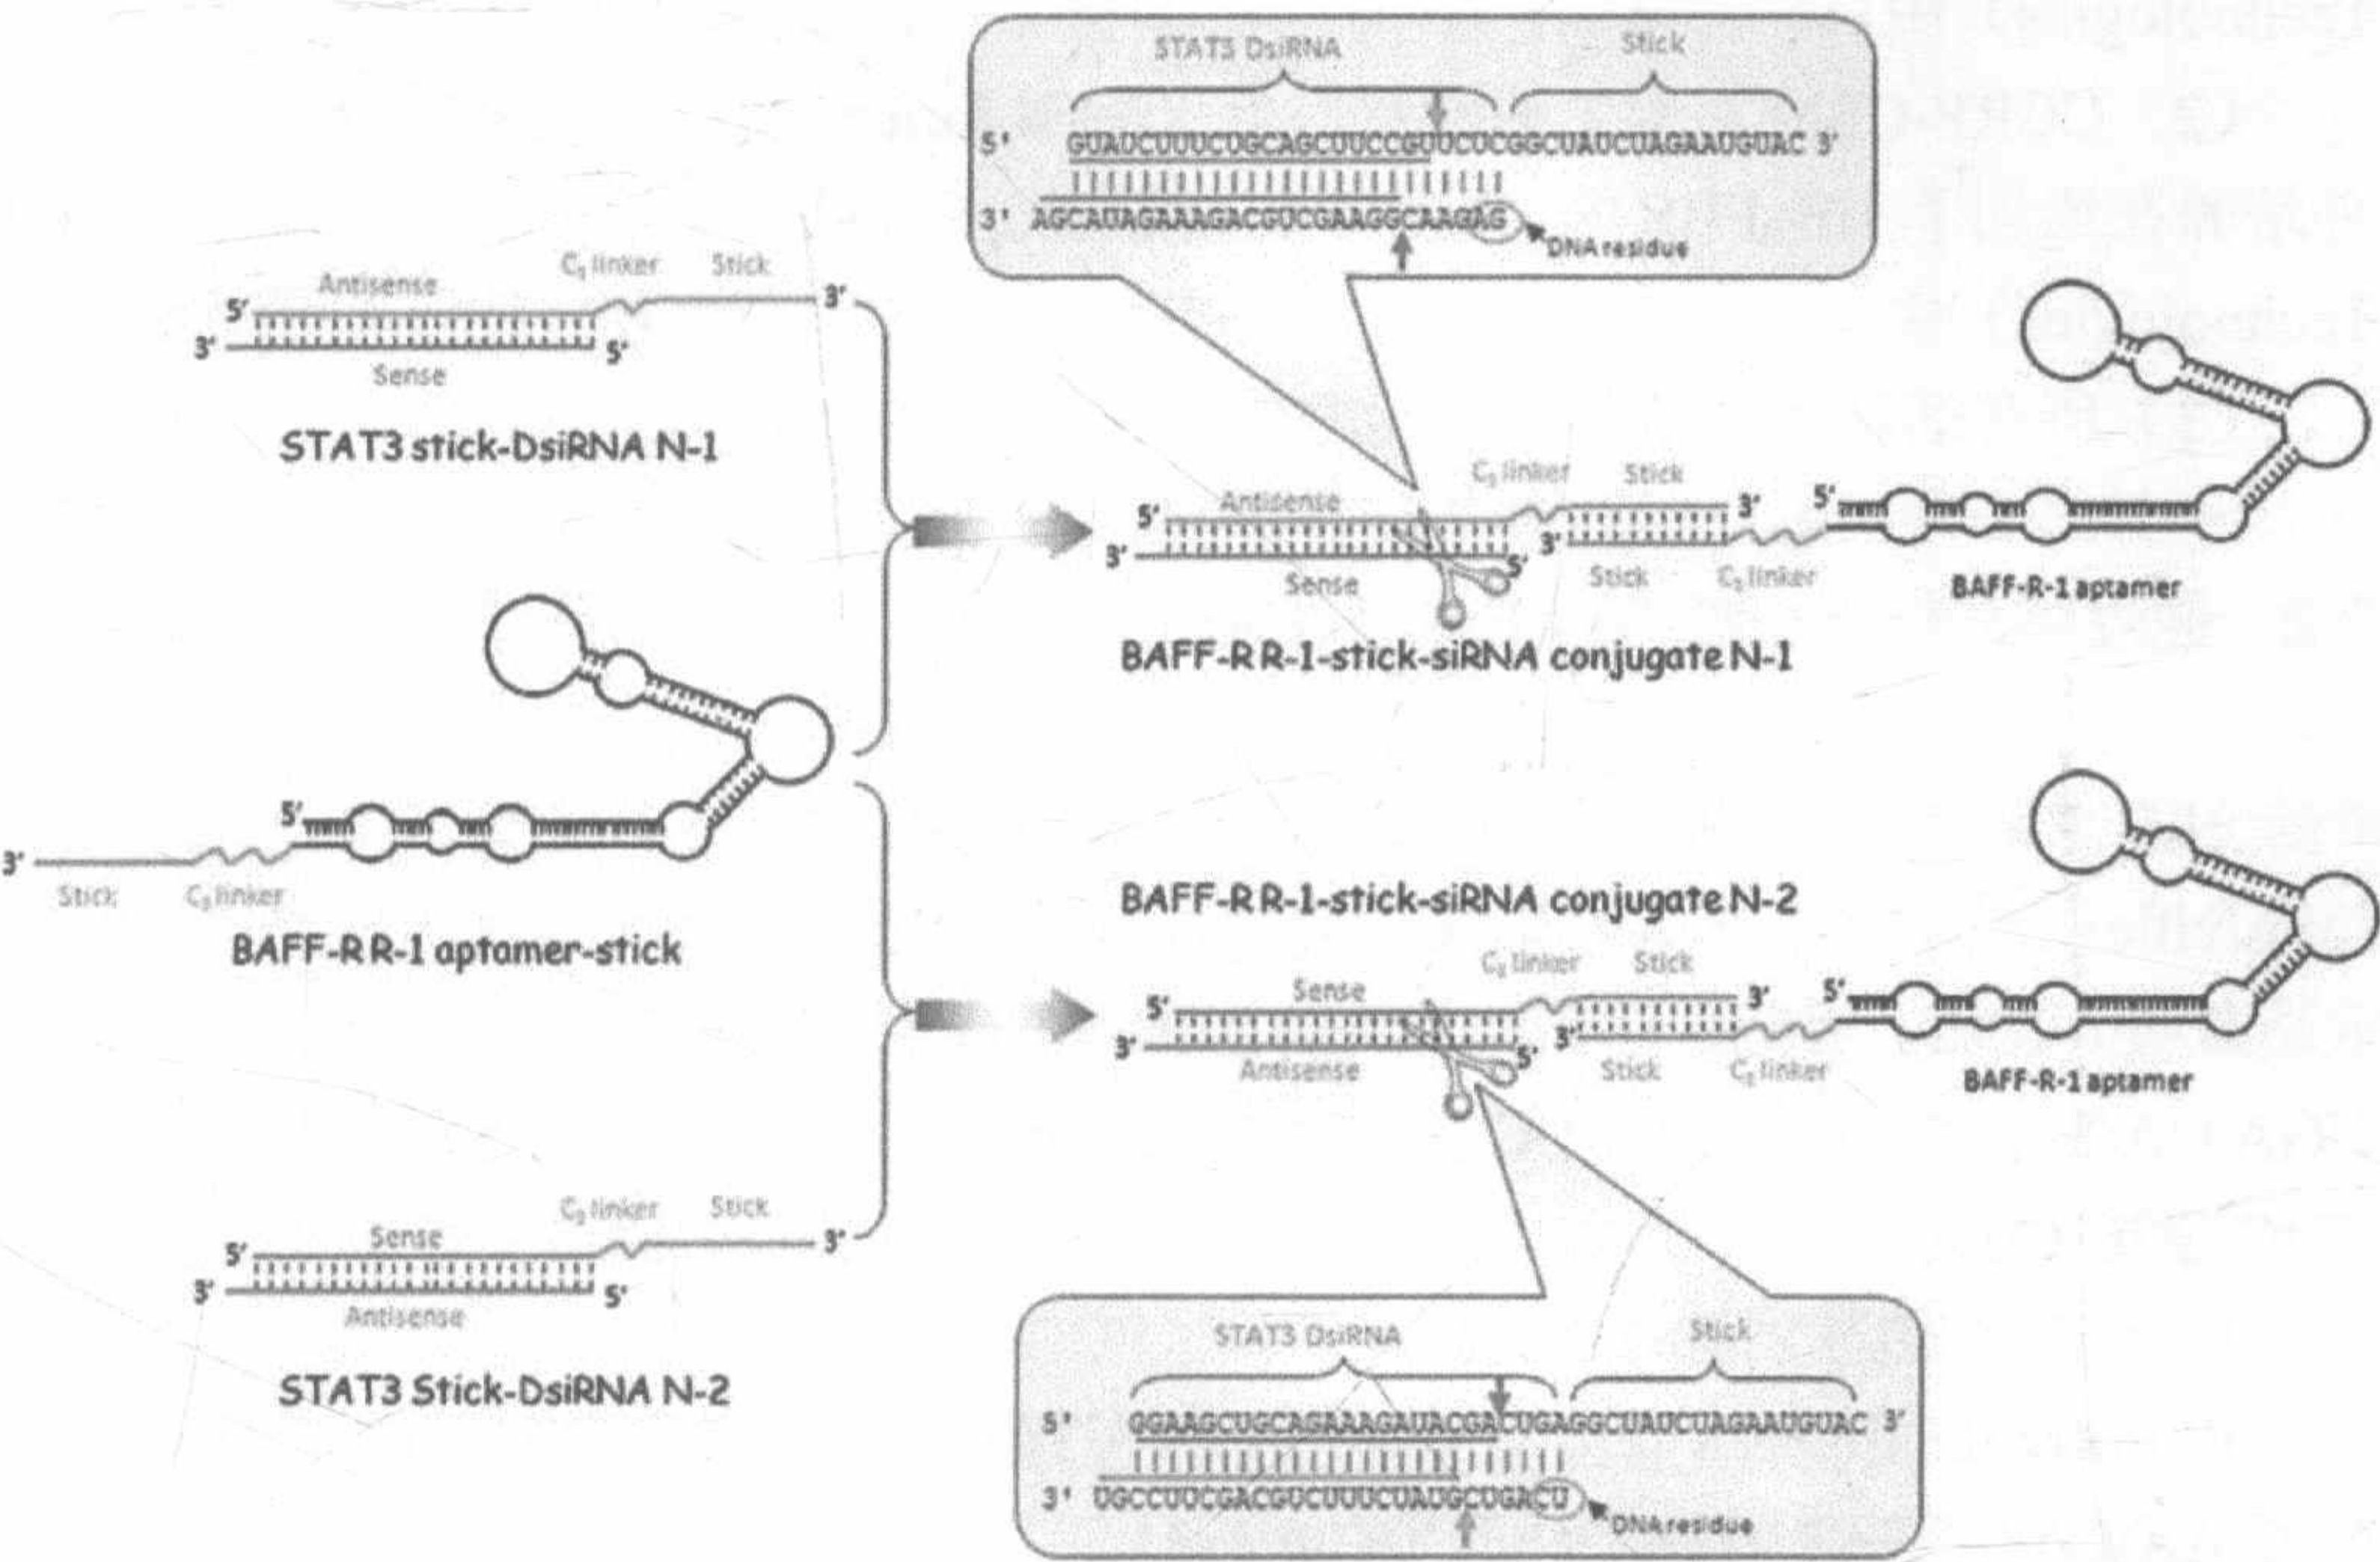 STAT3 DsiRNA Stick
5' GUAUCUUUCUGCAGCUUCCGUUCUCGGCUAUCUAGAAUGUAC 3'
3' AGCAUAGAAAGACGUCGAAGGCAAGAG
DNA residue
Antisense C3 linker Stick
5' 3'
3' 5'
Sense
STAT3 stick-DsiRNA N-1
C3 linker Stick
Antisense
5' 3' 5'
3' 5' 3'
Sense Stick C3 linker BAFF-R-1 aptamer
BAFF-R R-1-stick-siRNA conjugate N-1
5'
3'
Stick C3 linker
BAFF-R R-1 aptamer-stick
BAFF-R R-1-stick-siRNA conjugate N-2
C3 linker Stick
Sense
5' 3' 5'
3' 5' 3'
Antisense Stick C3 linker BAFF-R-1 aptamer
C3 linker Stick
Sense
5' 3'
3' 5'
Antisense
STAT3 Stick-DsiRNA N-2
STAT3 DsiRNA Stick
5' GGAAGCUGCAGAAAGAUACGACUGAGGCUAUCUAGAAUGUAC 3'
3' UGCCUUCGACGUCUUUCUAUGCUGACU
DNA residue